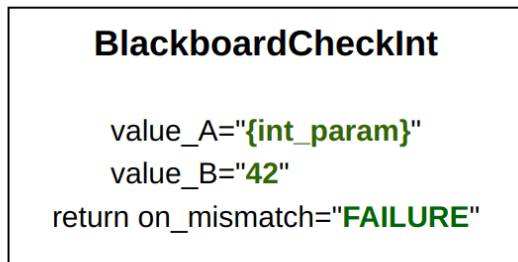 BlackboardCheckInt
value_A="{int_param}"
value_B="42"
return on_mismatch="FAILURE"